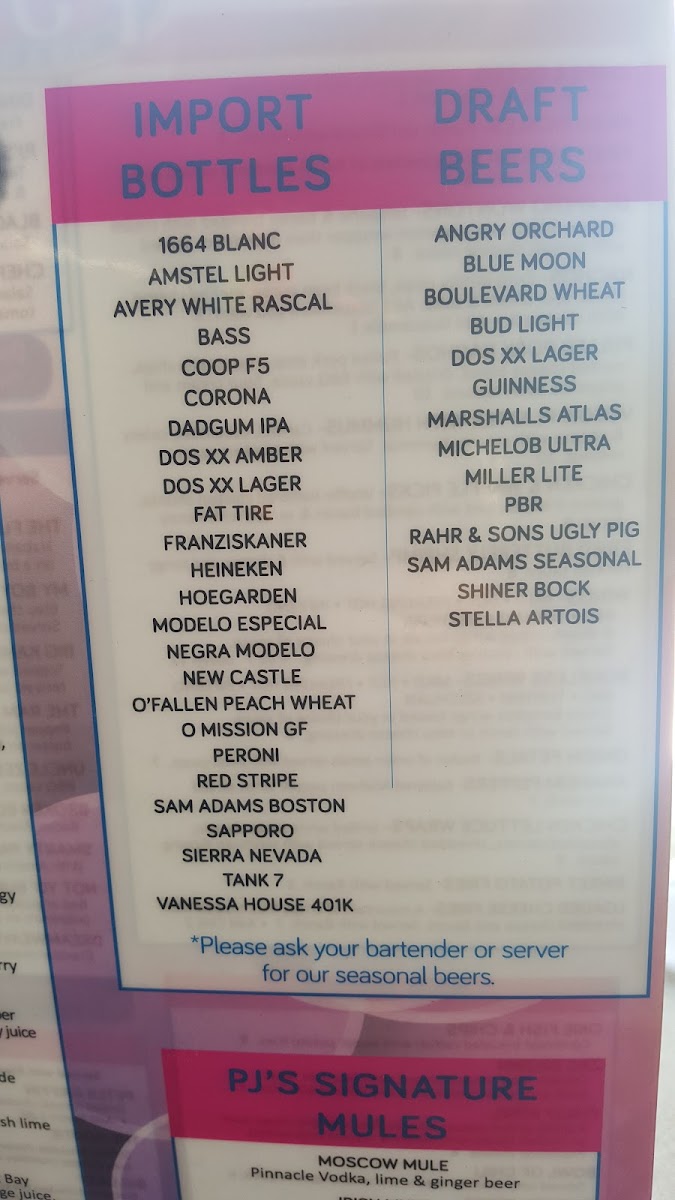 IMPORT
BOTTLES
1664 BLANC
AMSTEL LIGHT
AVERY WHITE RASCAL
BASS
COOP F5
CORONA
DADGUM IPA
DOS XX AMBER
DOS XX LAGER
FAT TIRE
FRANZISKANER
HEINEKEN
HOEGARDEN
MODELO ESPECIAL
NEGRA MODELO
NEW CASTLE
O'FALLEN PEACH WHEAT
O MISSION GF
PERONI
RED STRIPE
SAM ADAMS BOSTON
SAPPORO
SIERRA NEVADA
TANK 7
VANESSA HOUSE 401K
DRAFT
BEERS
ANGRY ORCHARD
BLUE MOON
BOULEVARD WHEAT
BUD LIGHT
DOS XX LAGER
GUINNESS
MARSHALLS ATLAS
MICHELOB ULTRA
MILLER LITE
PBR
RAHR & SONS UGLY PIG
SAM ADAMS SEASONAL
SHINER BOCK
STELLA ARTOIS
*Please ask your bartender or server
for our seasonal beers.
PJ'S SIGNATURE
MULES
MOSCOW MULE
Pinnacle Vodka, lime & ginger beer
juice
lime
Bay
juice.